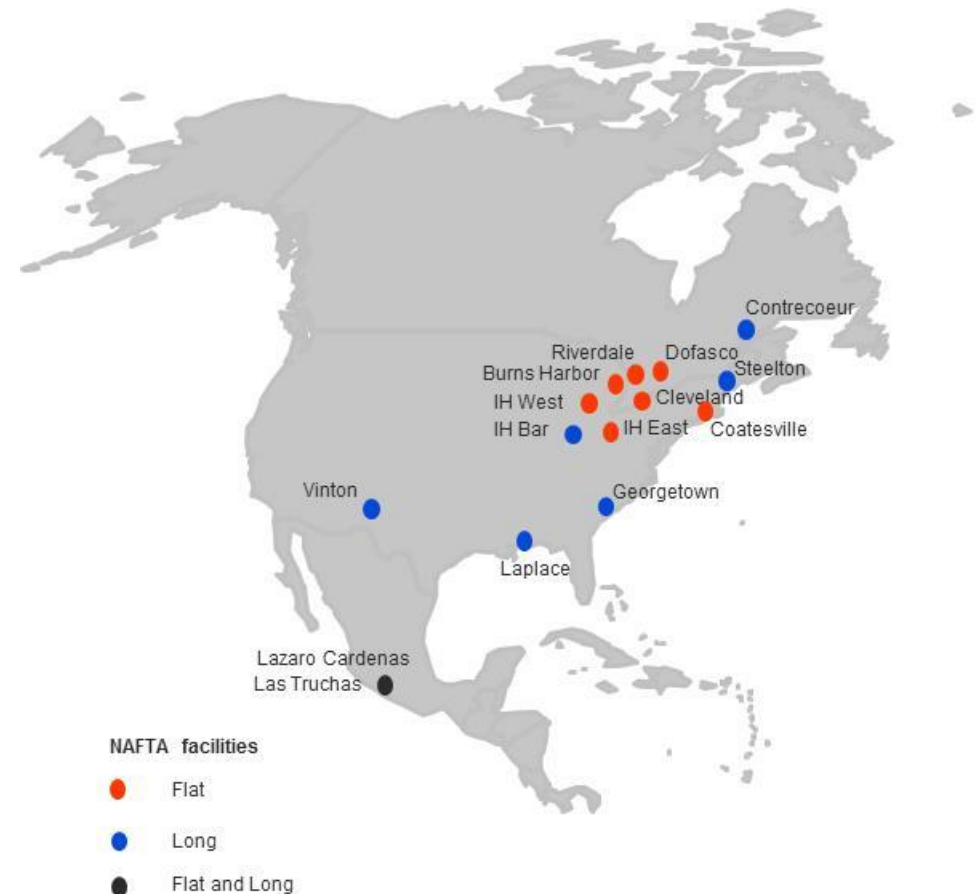 Contrecoeur
Riverdale
Dofasco
Burns Harbor
Steelton
IH West
Cleveland
IH Bar
IH East
Coatesville
Vinton
Georgetown
Laplace
Lazaro Cardenas
Las Truchas
NAFTA facilities
Flat
Long
Flat and Long